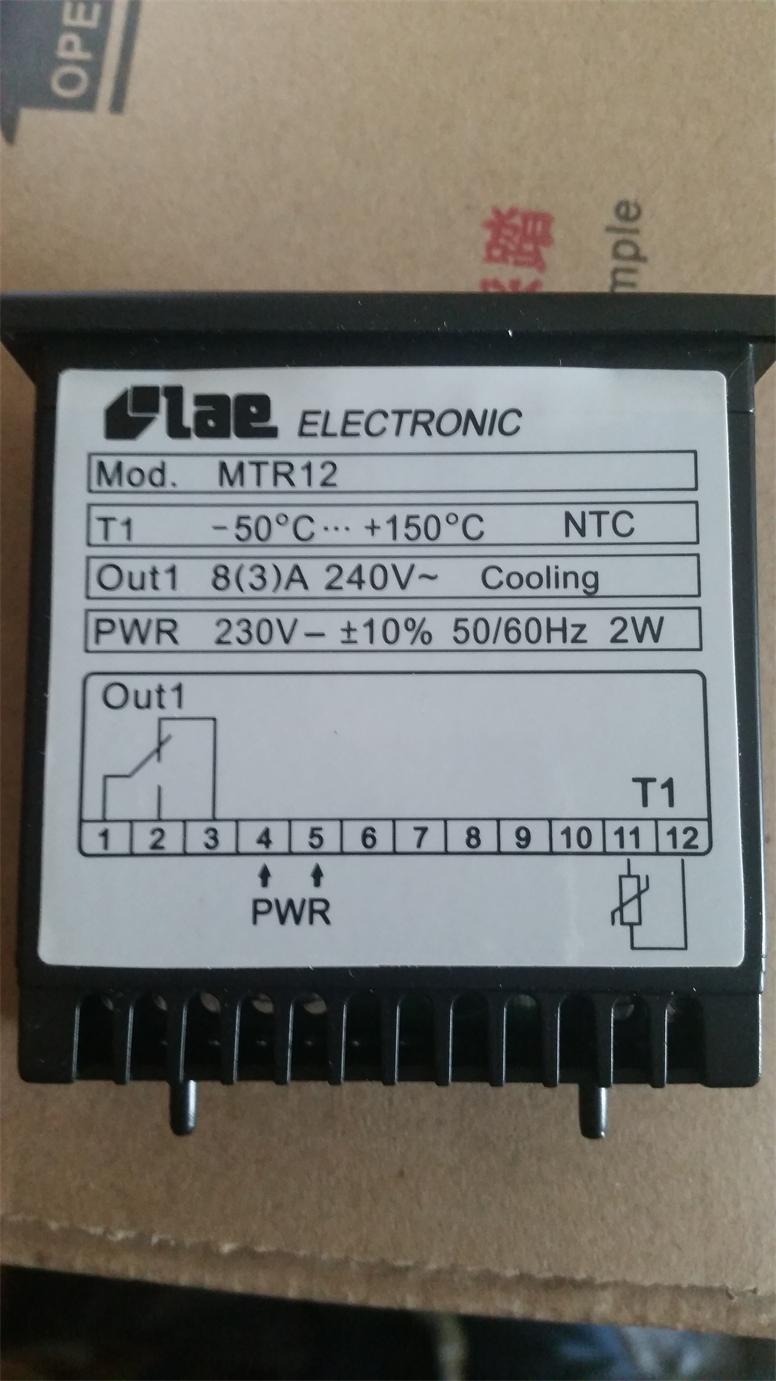 OPE
踏
mple
lae ELECTRONIC
Mod. MTR12
T1 -50°C··· +150°C NTC
Out1 8(3)A 240V~ Cooling
PWR 230V– ±10% 50/60Hz 2W
Out1
T1
1 2 3 4 5 6 7 8 9 10 11 12
PWR